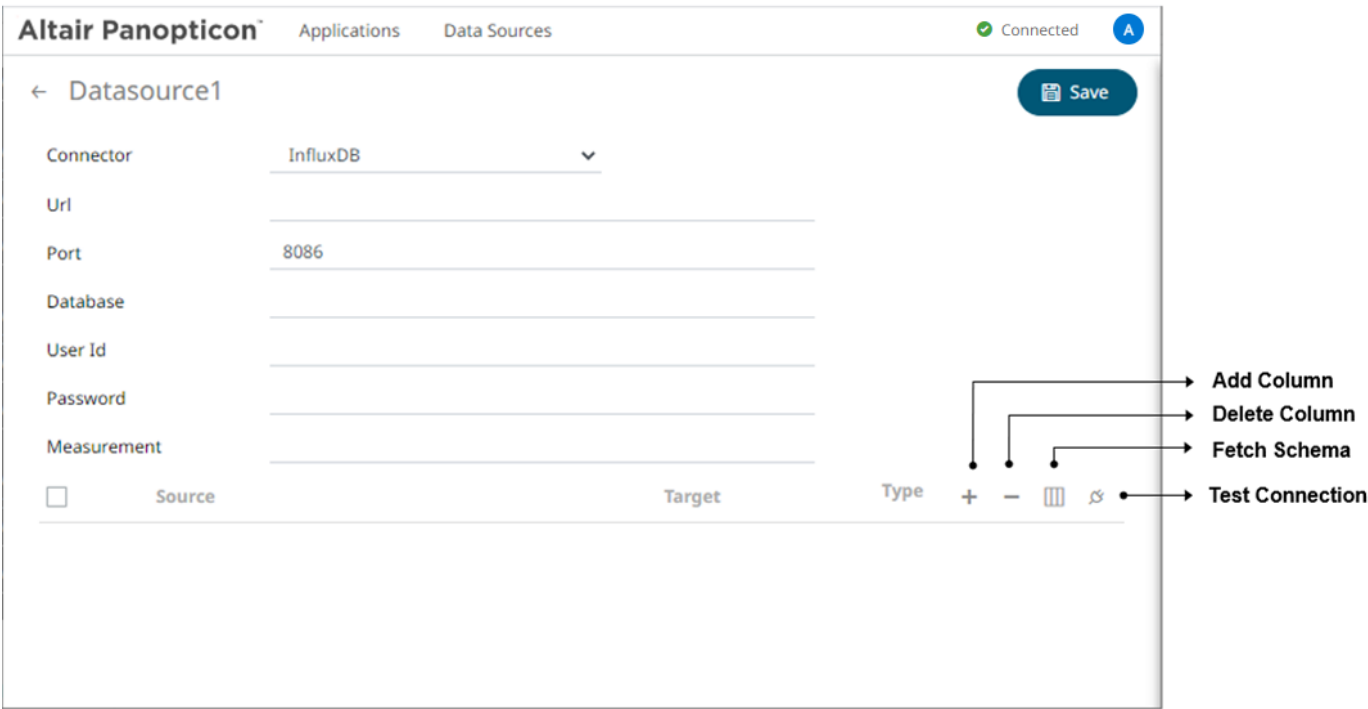 Altair Panopticon™ Applications Data Sources Connected A
← Datasource1 Save
Connector InfluxDB
Url
Port 8086
Database
User Id
Password
Measurement
Add Column
Delete Column
Fetch Schema
Source Target Type + − Test Connection